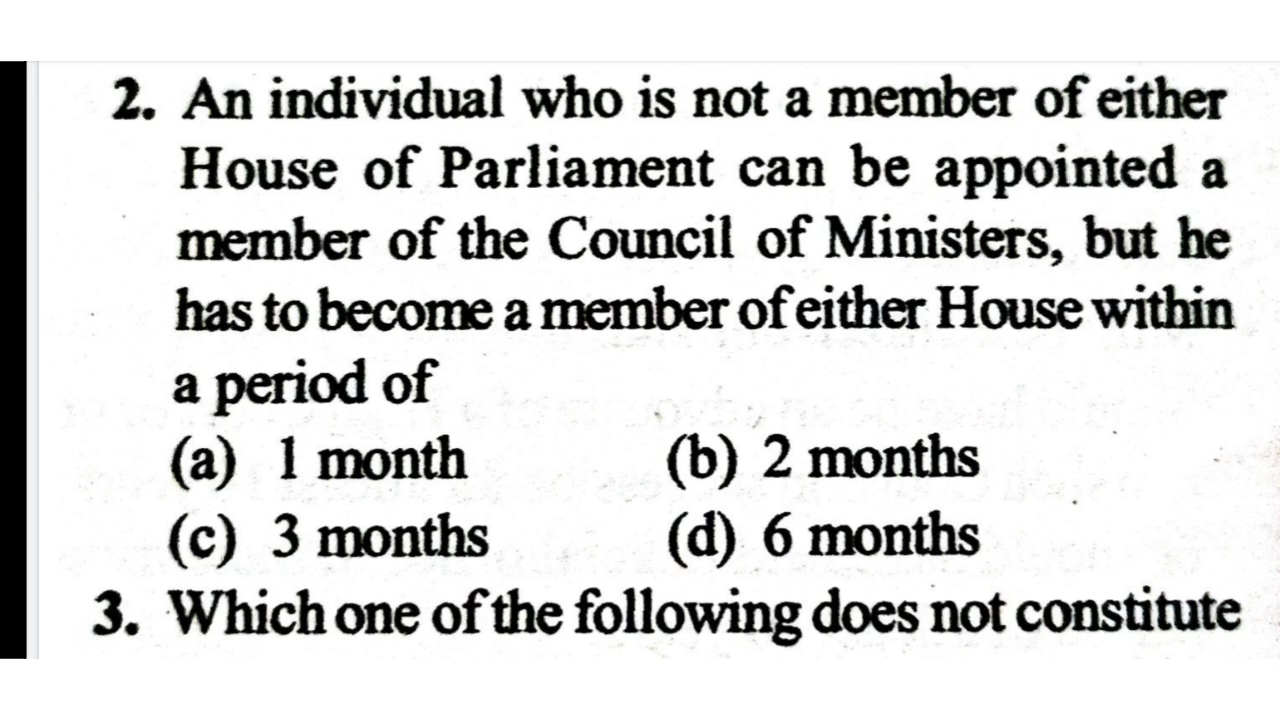 2. An individual who is not a member of either
House of Parliament can be appointed a
member of the Council of Ministers, but he
has to become a member of either House within
a period of
(a) 1 month (b) 2 months
(c) 3 months (d) 6 months
3. Which one of the following does not constitute